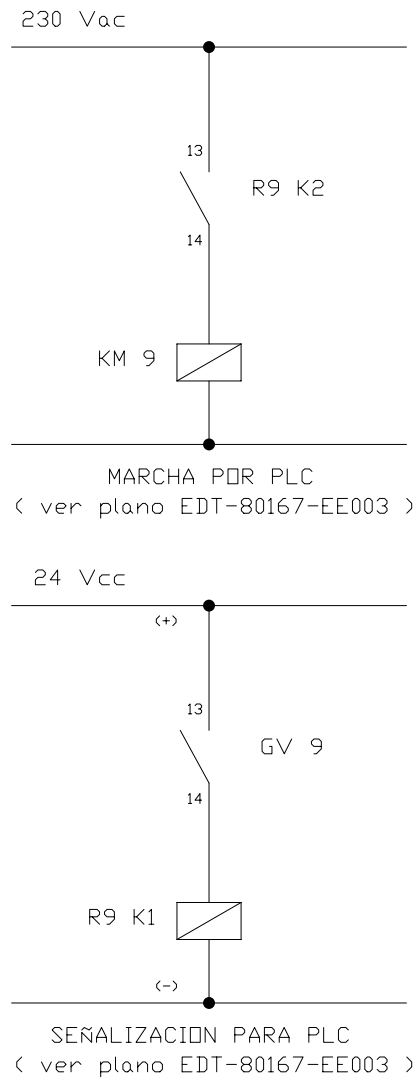 230 Vac
13
R9 K2
14
KM 9
MARCHA POR PLC
( ver plano EDT-80167-EE003 )
24 Vcc
(+)
13
GV 9
14
R9 K1
(-)
SEÑALIZACION PARA PLC
( ver plano EDT-80167-EE003 )